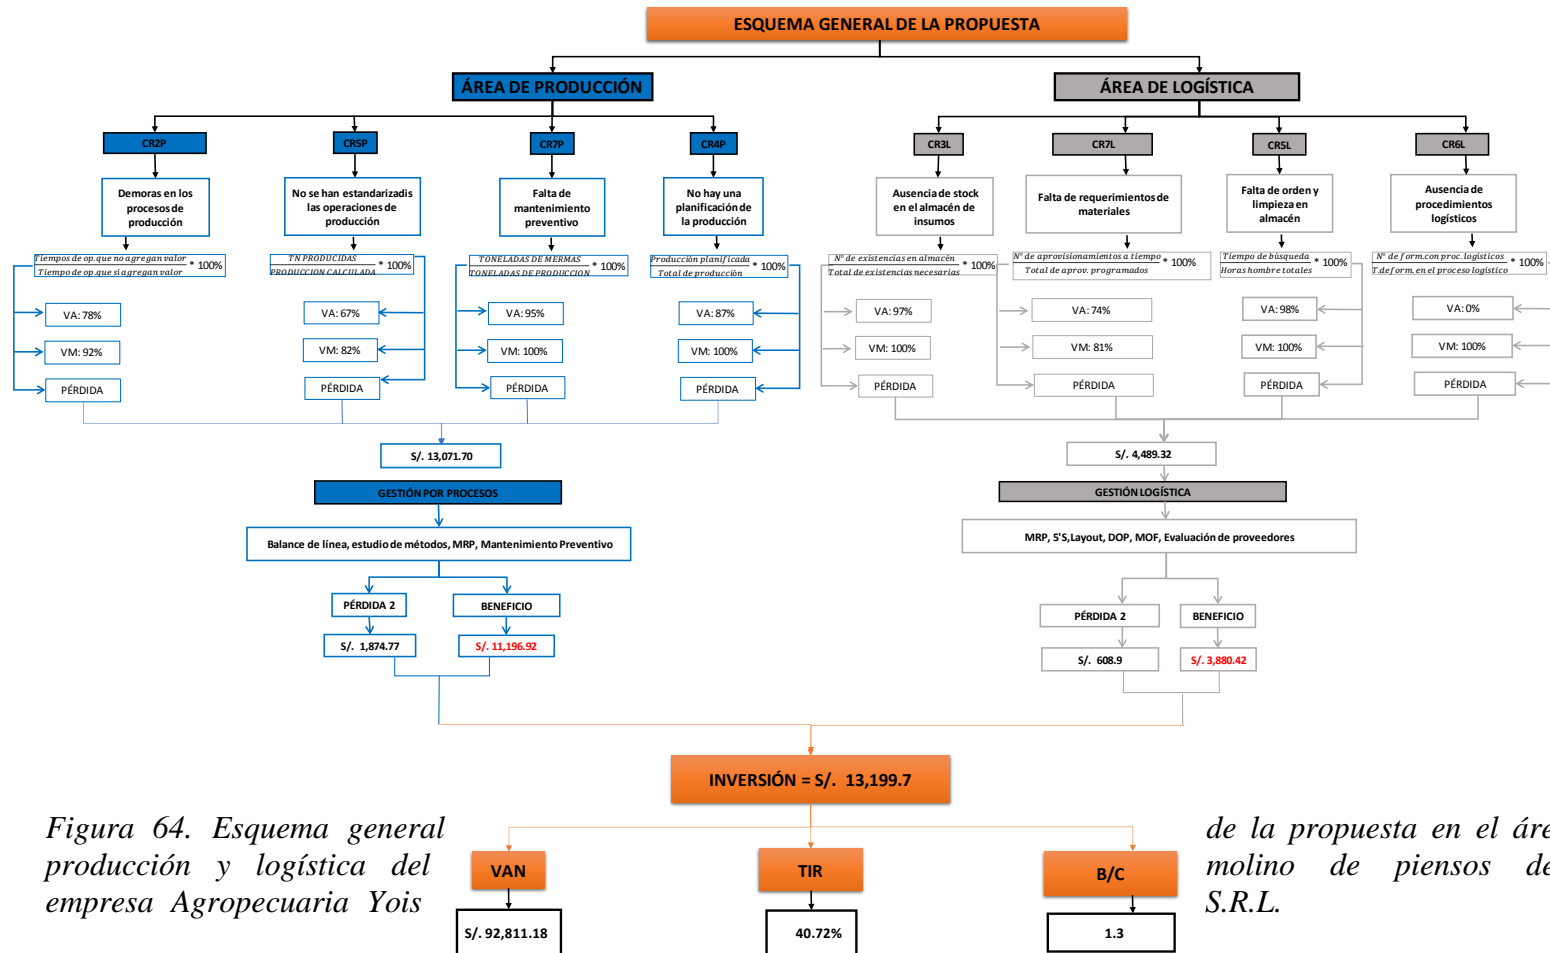 ESQUEMA GENERAL DE LA PROPUESTA
ÁREA DE PRODUCCIÓN
ÁREA DE LOGÍSTICA
CR2P
CR5P
CR7P
CR4P
CR3L
CR7L
CR5L
CR6L
Demoras en los
procesos de
producción
No se han estandarizadis
las operaciones de
producción
Falta de
mantenimiento
preventivo
No hay una
planificación de
la producción
Ausencia de stock
en el almacén de
insumos
Falta de requerimientos de
materiales
Falta de orden y
limpieza en
almacén
Ausencia de
procedimientos
logísticos
Tiempos de op.que no agregan valor
Tiempo de op.que si agregan valor
* 100%
TN PRODUCIDAS
PRODUCCION CALCULADA
* 100%
TONELADAS DE MERMAS
TONELADAS DE PRODUCCION
* 100%
Producción planificada
Total de producción
* 100%
N° de existencias en almacén
Total de existencias necesarias
* 100%
N° de aprovisionamientos a tiempo
Total de aprov. programados
* 100%
Tiempo de búsqueda
Horas hombre totales
* 100%
N° de form.con proc. logísticos
T.de form. en el proceso logístico
* 100%
VA: 78%
VA: 67%
VA: 95%
VA: 87%
VA: 97%
VA: 74%
VA: 98%
VA: 0%
VM: 92%
VM: 82%
VM: 100%
VM: 100%
VM: 100%
VM: 81%
VM: 100%
VM: 100%
PÉRDIDA
PÉRDIDA
PÉRDIDA
PÉRDIDA
PÉRDIDA
PÉRDIDA
PÉRDIDA
PÉRDIDA
S/. 13,071.70
S/. 4,489.32
GESTIÓN POR PROCESOS
GESTIÓN LOGÍSTICA
Balance de línea, estudio de métodos, MRP, Mantenimiento Preventivo
MRP, 5'S,Layout, DOP, MOF, Evaluación de proveedores
PÉRDIDA 2
BENEFICIO
PÉRDIDA 2
BENEFICIO
S/. 1,874.77
S/. 11,196.92
S/. 608.9
S/. 3,880.42
INVERSIÓN = S/. 13,199.7
VAN
TIR
B/C
S/. 92,811.18
40.72%
1.3
Figura 64. Esquema general de la propuesta en el áre
producción y logística del molino de piensos de
empresa Agropecuaria Yois S.R.L.